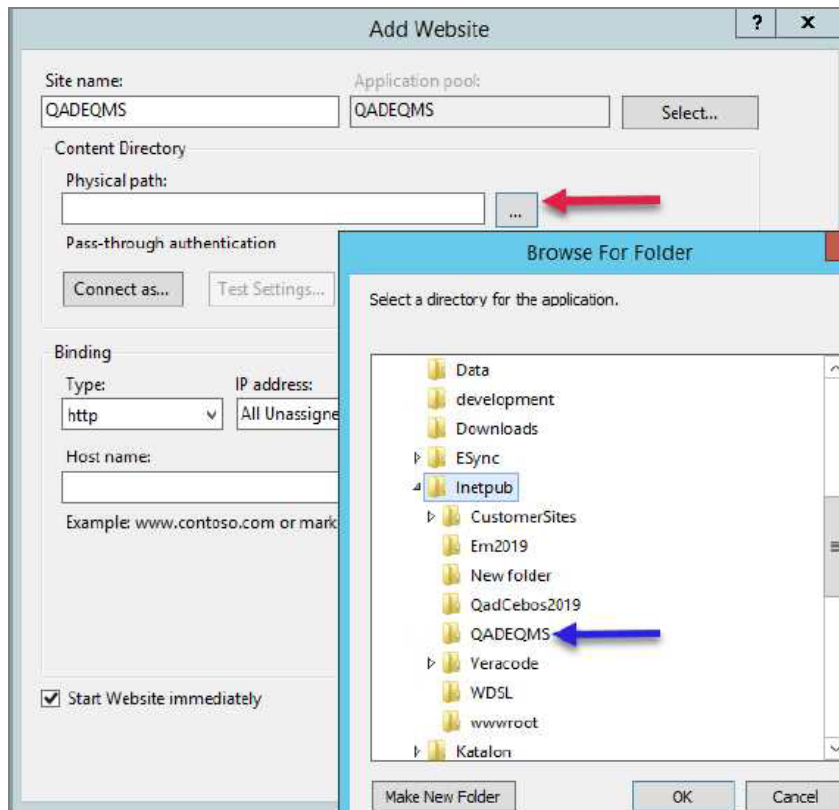 Add Website
? x
Site name: Application pool:
QADEQMS QADEQMS Select...
Content Directory
Physical path:
...
Pass-through authentication
Connect as... Test Settings...
Browse For Folder
Select a directory for the application.
Binding
Type: IP address:
http All Unassigne
Host name:
Example: www.contoso.com or mark
Data
development
Downloads
ESync
Inetpub
CustomerSites
Em2019
New folder
QadCebos2019
QADEQMS
Veracode
WDSL
wwwroot
Katalon
Start Website immediately
Make New Folder OK Cancel